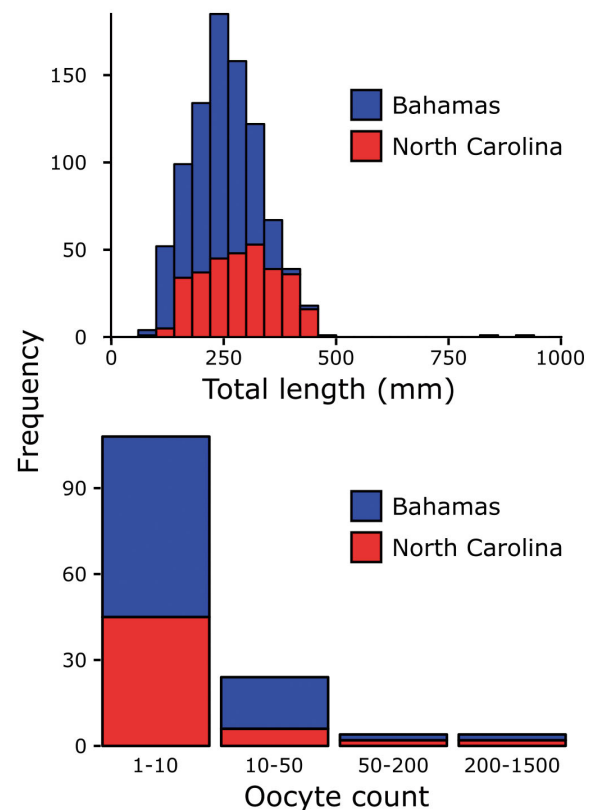 150
100
50
0
Bahamas
North Carolina
0 250 500 750 1000
Total length (mm)
Frequency
90
60
30
0
Bahamas
North Carolina
1-10 10-50 50-200 200-1500
Oocyte count